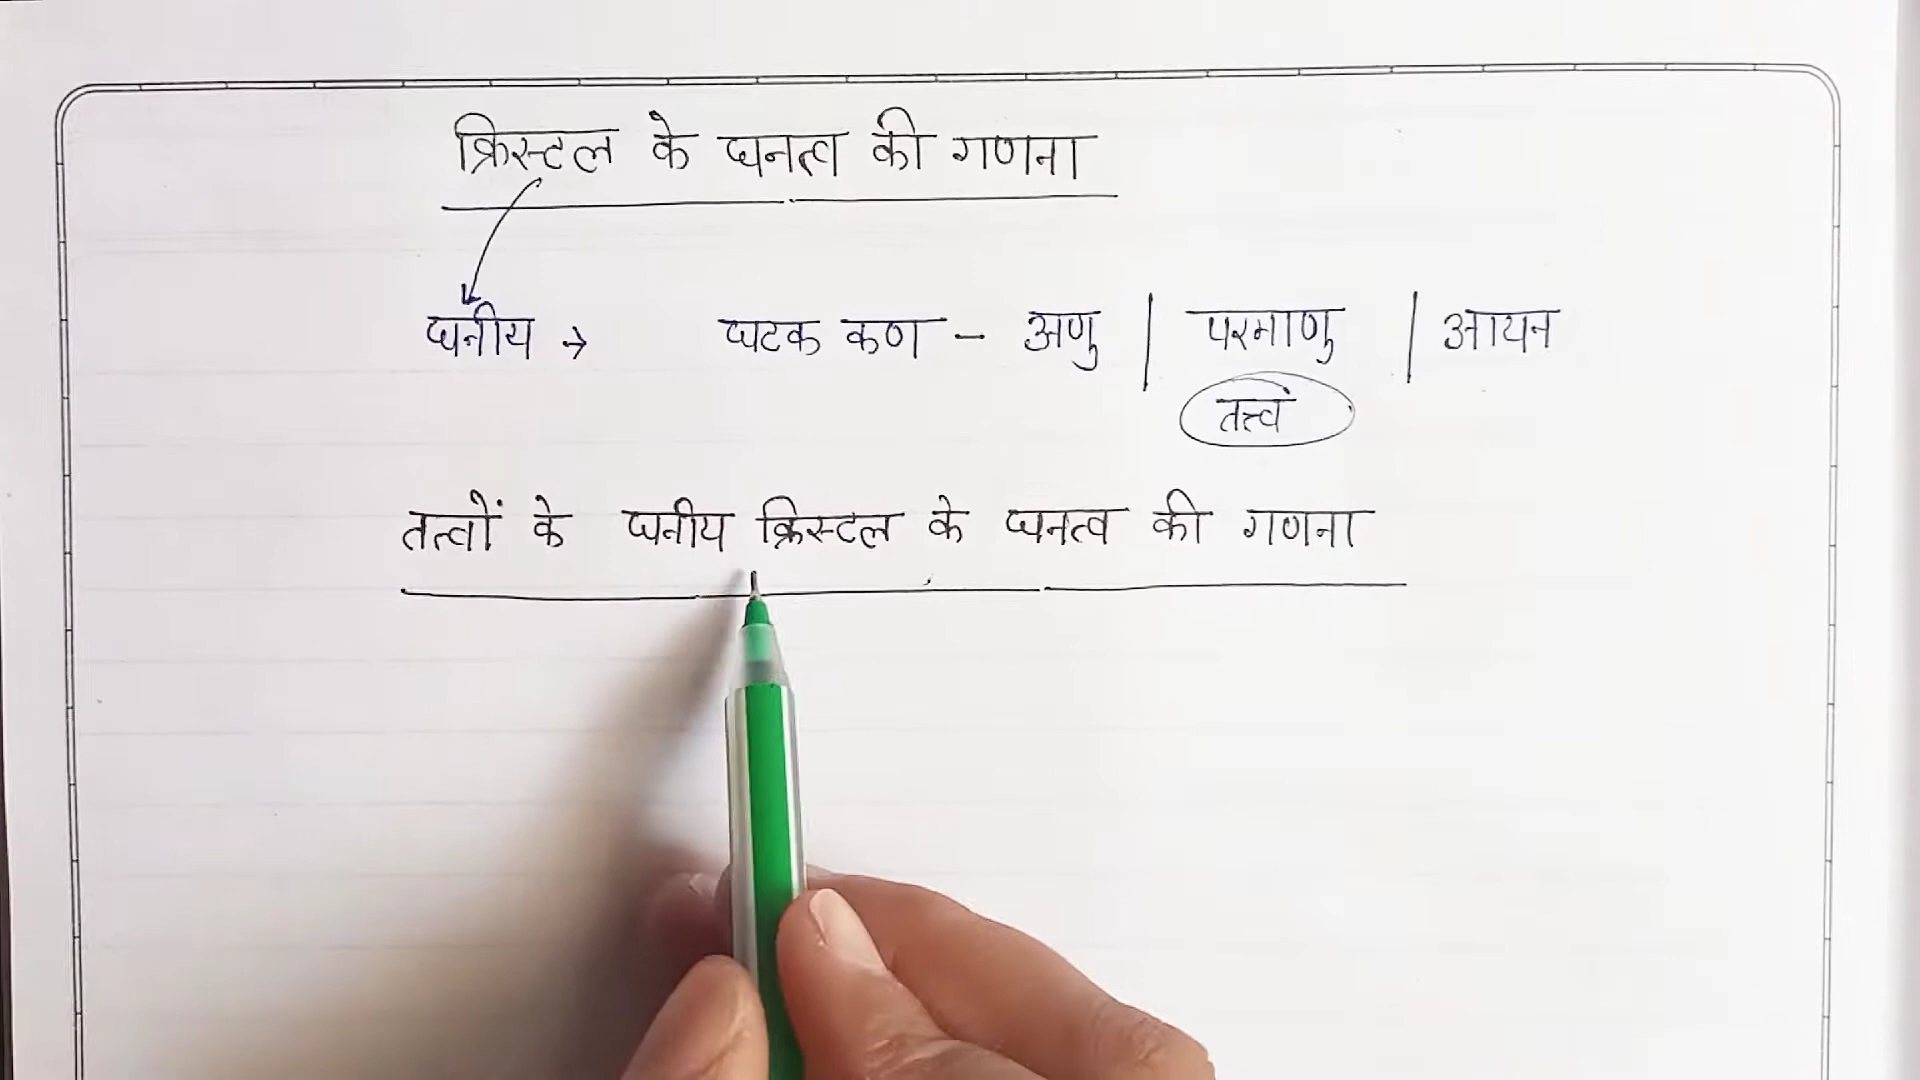 क्रिस्टल के घनत्व की गणना
घनीय → घटक कण – अणु | परमाणु | आयन
तत्त्व
तत्वों के घनीय क्रिस्टल के घनत्व की गणना